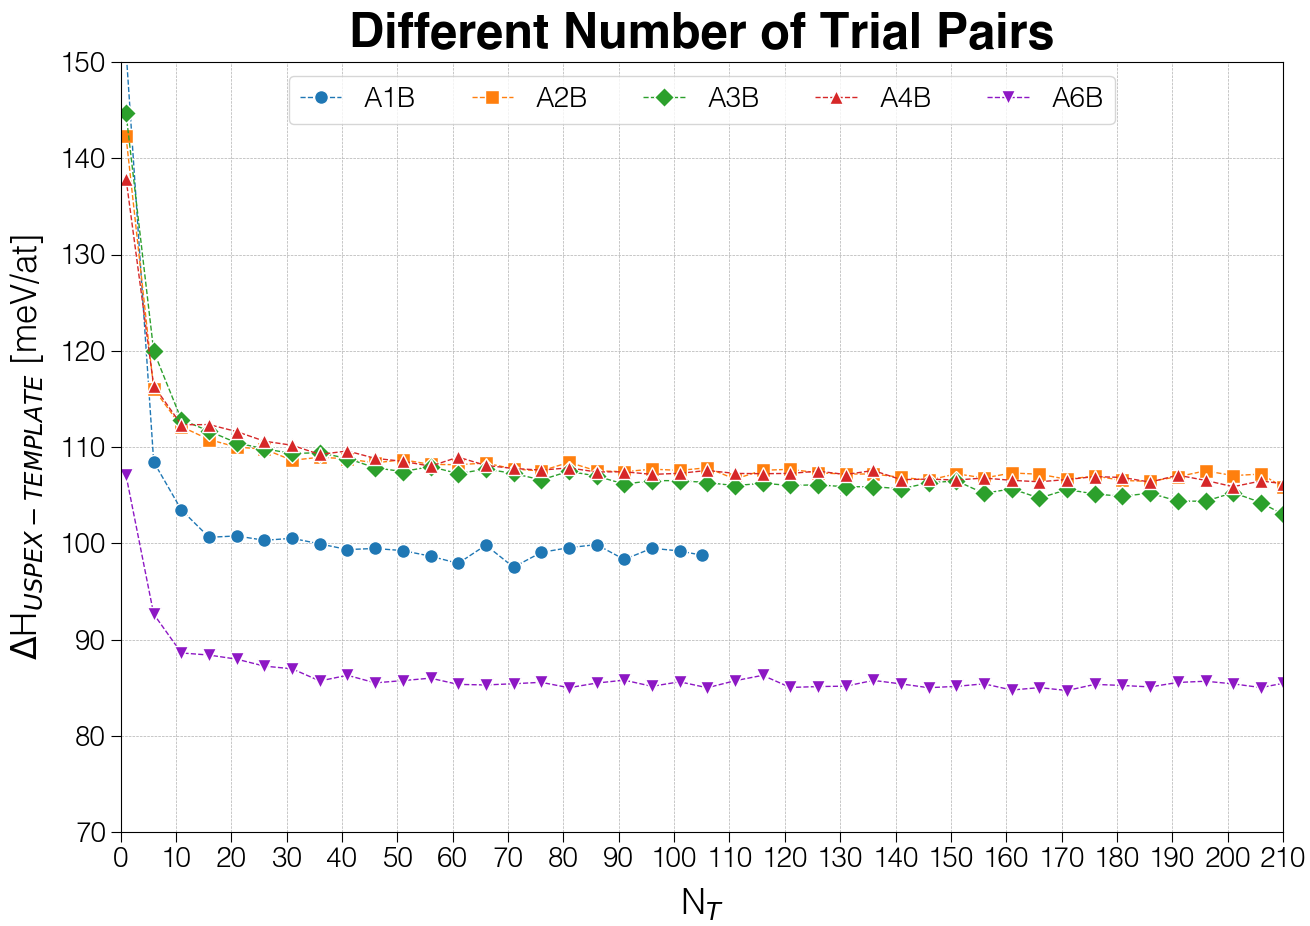 Different Number of Trial Pairs
A1B A2B A3B A4B A6B
ΔH_USPEX − TEMPLATE [meV/at]
150
140
130
120
110
100
90
80
70
0 10 20 30 40 50 60 70 80 90 100 110 120 130 140 150 160 170 180 190 200 210
N_T